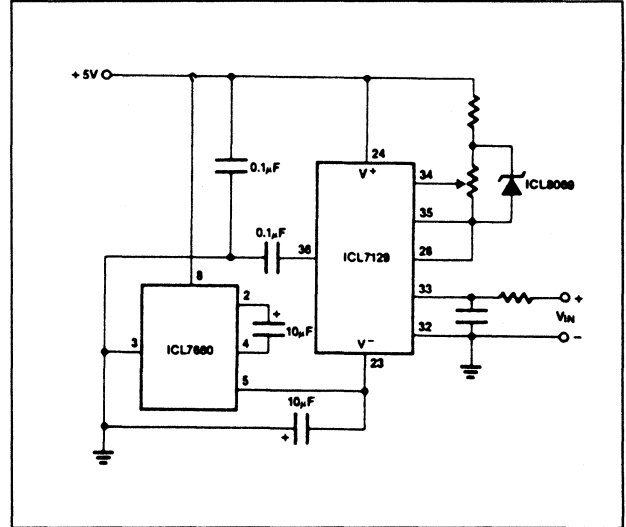 + 5V
24
V+
34
0.1μF
ICL8069
35
0.1μF
36
ICL7129
28
8
33
+
2
+
VIN
ICL7660
10μF
3
4
32
−
V−
23
5
10μF
+